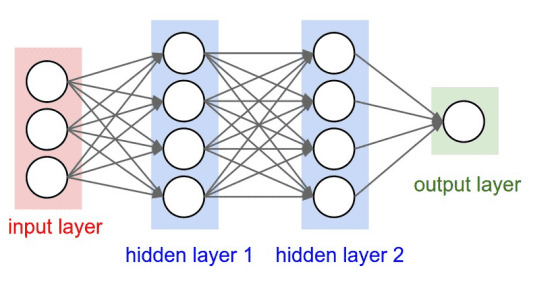 input layer
hidden layer 1
hidden layer 2
output layer